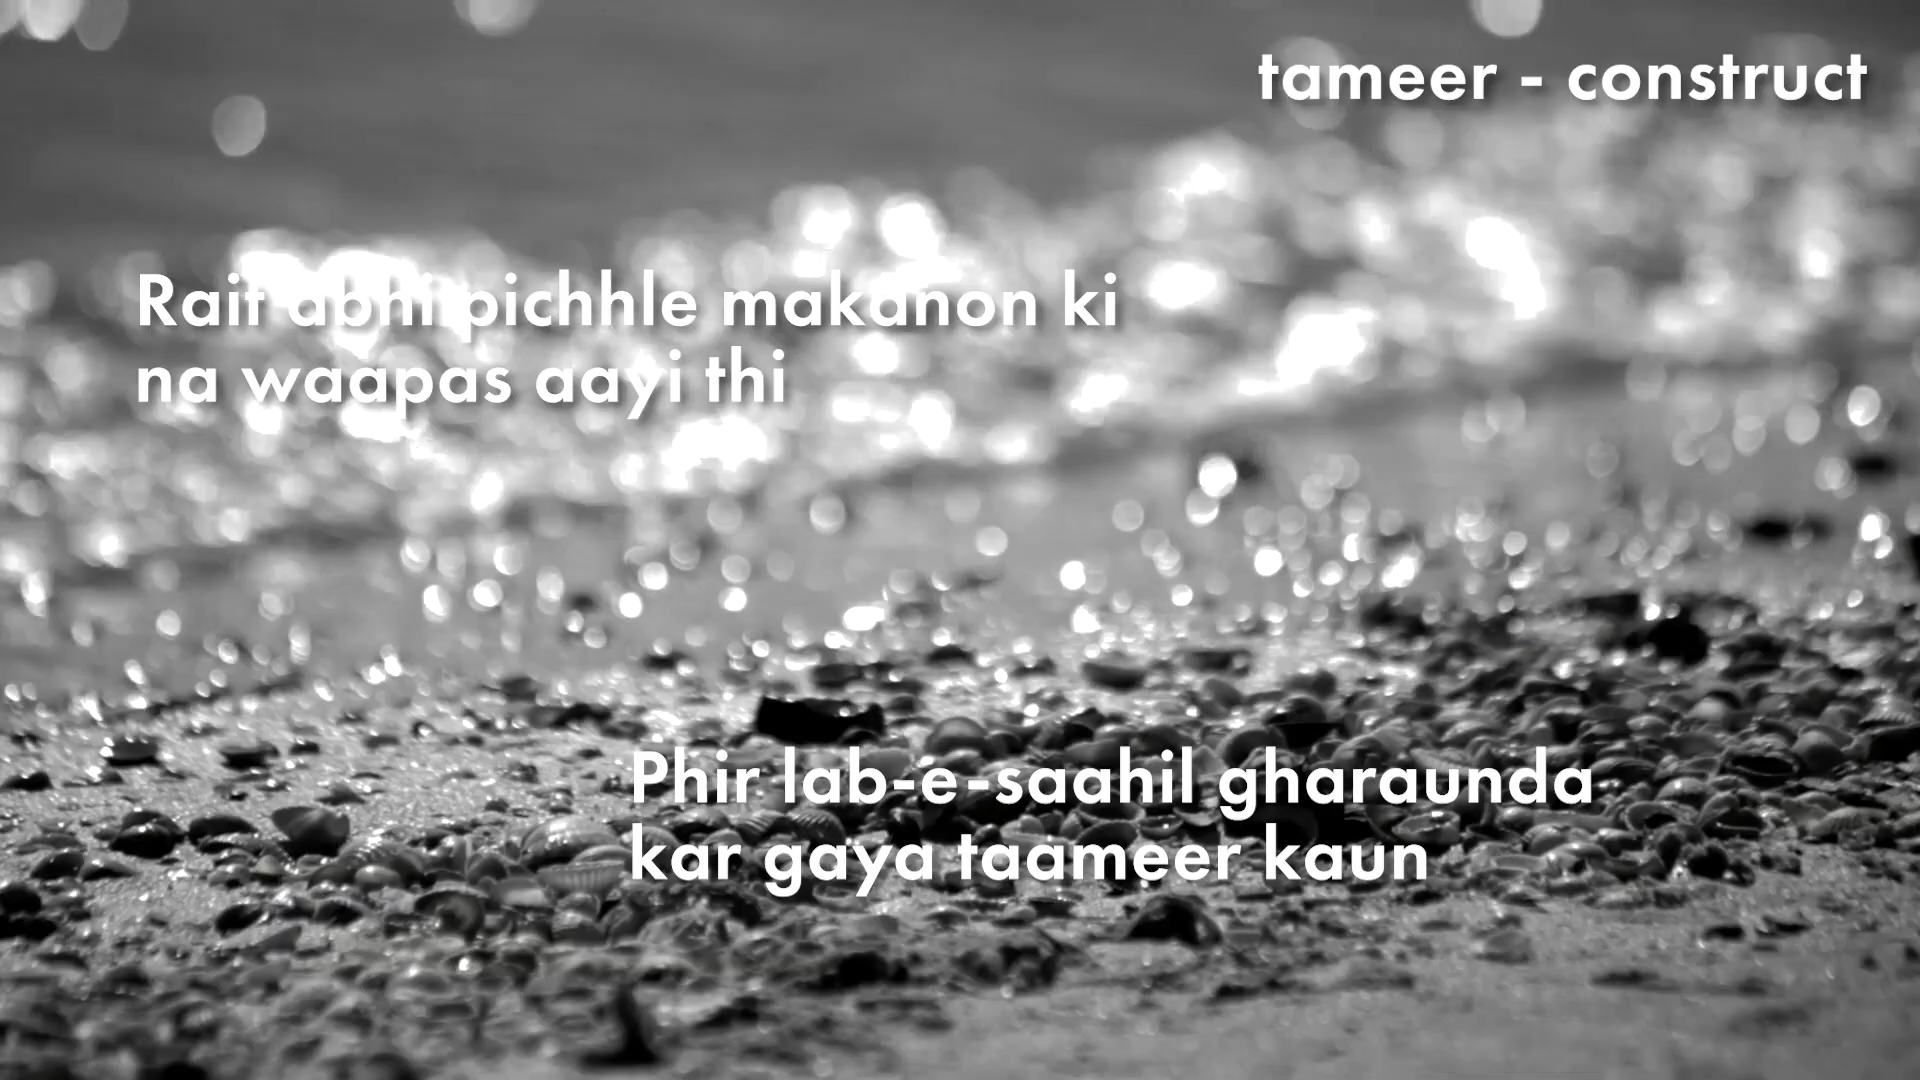 tameer - construct
Rait abhi pichhle makanon ki
na waapas aayi thi
Phir lab-e-saahil gharaunda
kar gaya taameer kaun